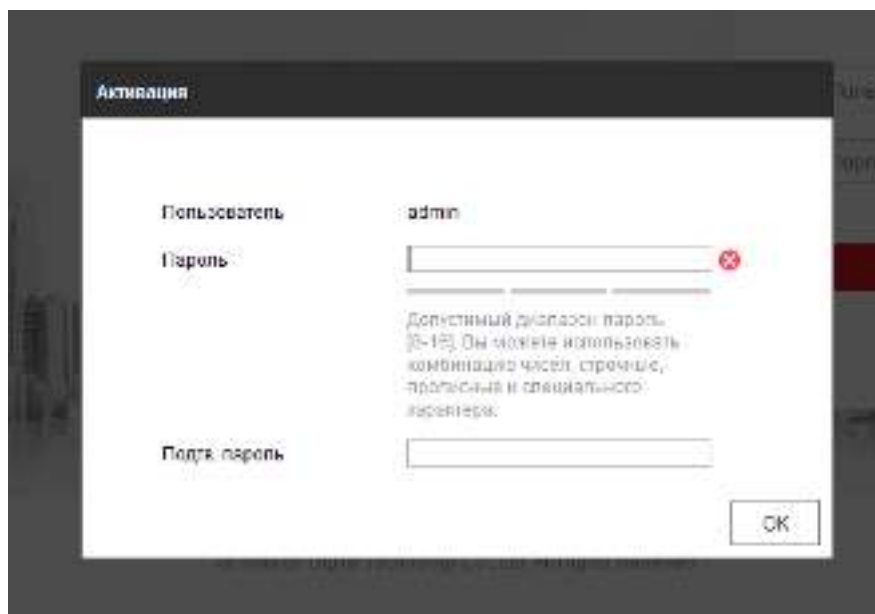 Активация
Пользователь admin
Пароль
Допустимый диапазон пароль
[8-16]. Вы можете использовать
комбинацию чисел, строчные,
прописные и специального
характера.
Подтв. пароль
OK